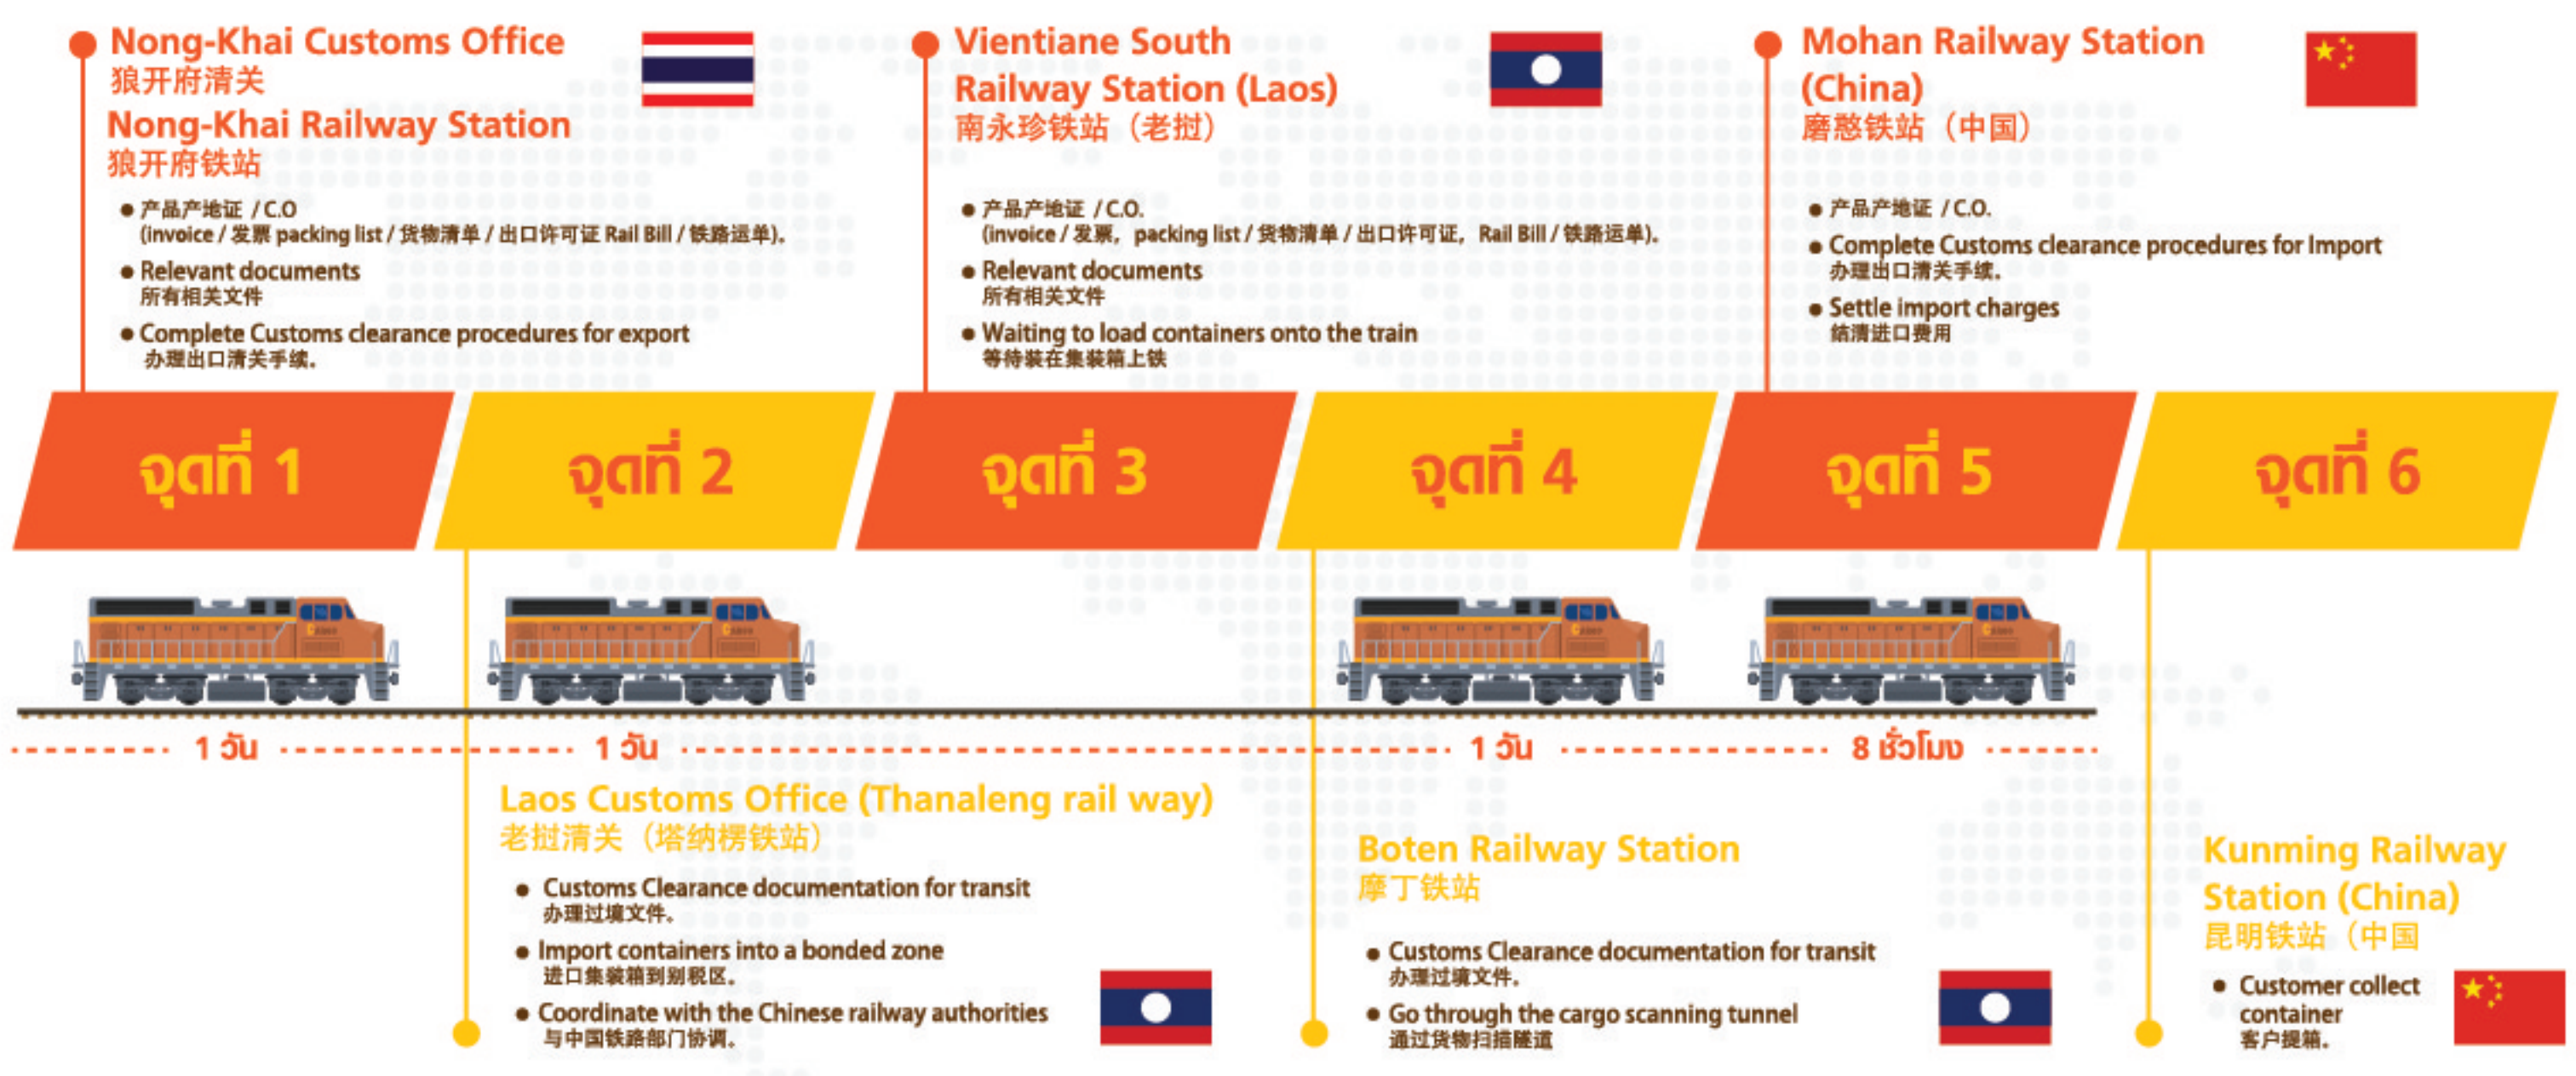 Nong-Khai Customs Office
狼开府清关
Nong-Khai Railway Station
狼开府铁站
● 产品产地证 / C.O
(invoice / 发票 packing list / 货物清单 / 出口许可证 Rail Bill / 铁路运单)。
● Relevant documents
所有相关文件
● Complete Customs clearance procedures for export
办理出口清关手续。
Vientiane South
Railway Station (Laos)
南永珍铁站（老挝）
● 产品产地证 / C.O.
(invoice / 发票， packing list / 货物清单 / 出口许可证， Rail Bill / 铁路运单)。
● Relevant documents
所有相关文件
● Waiting to load containers onto the train
等待装在集装箱上铁
Mohan Railway Station
(China)
磨憨铁站（中国）
● 产品产地证 / C.O.
● Complete Customs clearance procedures for Import
办理出口清关手续。
● Settle import charges
结清进口费用
จุดที่ 1
จุดที่ 2
จุดที่ 3
จุดที่ 4
จุดที่ 5
จุดที่ 6
1 วัน
1 วัน
1 วัน
8 ชั่วโมง
Laos Customs Office (Thanaleng rail way)
老挝清关（塔纳楞铁站）
● Customs Clearance documentation for transit
办理过境文件。
● Import containers into a bonded zone
进口集装箱到别税区。
● Coordinate with the Chinese railway authorities
与中国铁路部门协调。
Boten Railway Station
摩丁铁站
● Customs Clearance documentation for transit
办理过境文件。
● Go through the cargo scanning tunnel
通过货物扫描隧道
Kunming Railway
Station (China)
昆明铁站（中国
● Customer collect
container
客户提箱。